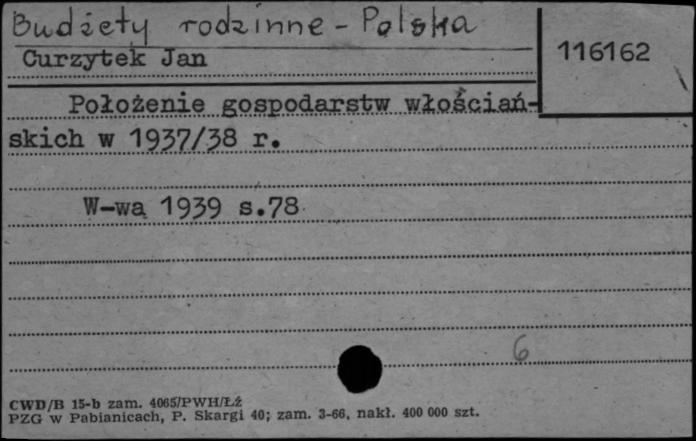 Budżety rodzinne - Polska
Curzytek Jan
116162
Położenie gospodarstw włościań-
skich w 1937/38 r.
W-wa 1939 s.78
6
CWD/B 15-b zam. 4065/PWH/Łź
PZG w Pabianicach, P. Skargi 40; zam. 3-66, nakł. 400 000 szt.